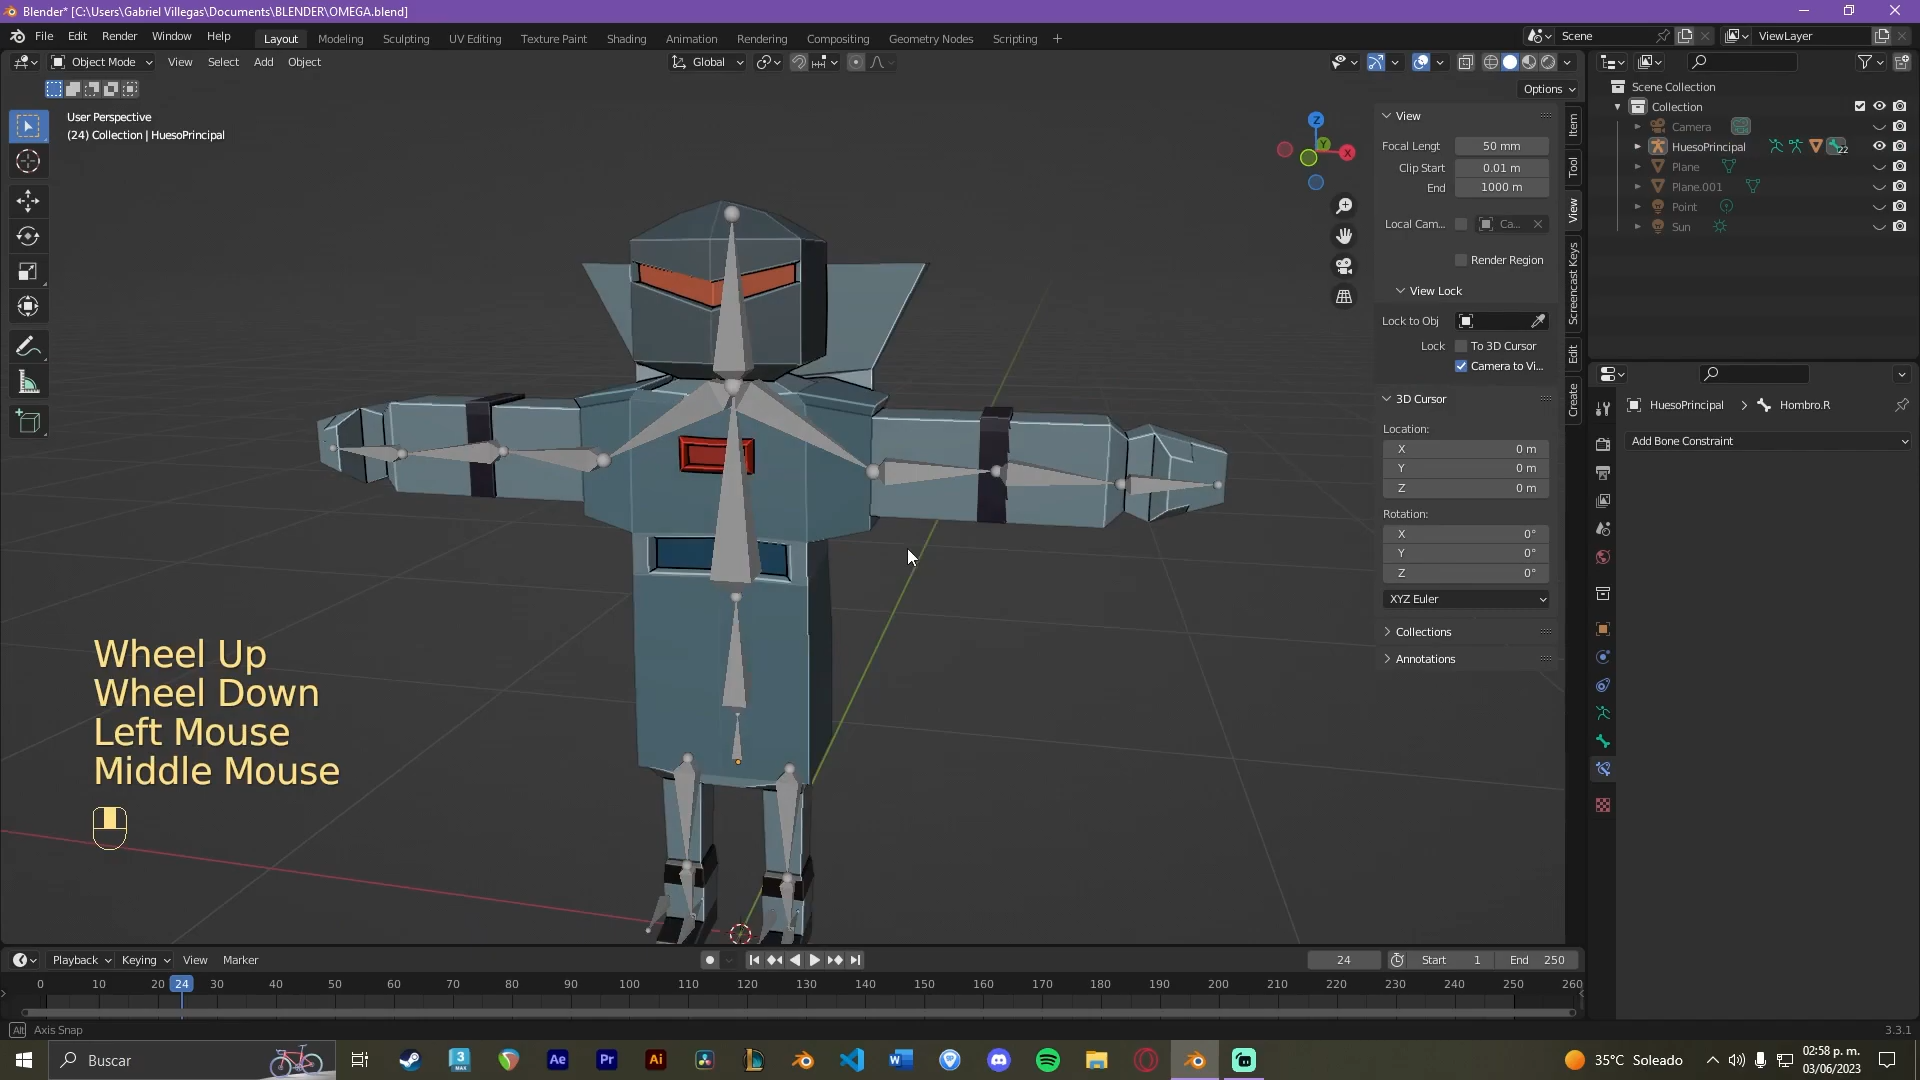 Blender* [C:\Users\Gabriel Villegas\Documents\BLENDER\OMEGA.blend]
File Edit Render Window Help
Layout Modeling Sculpting UV Editing Texture Paint Shading Animation Rendering Compositing Geometry Nodes Scripting +
Scene
ViewLayer
Object Mode View Select Add Object
Global
Options
User Perspective
(24) Collection | HuesoPrincipal
Z
Y
X
View
Focal Lengt 50 mm
Clip Start 0.01 m
End 1000 m
Local Cam... Ca...
Render Region
View Lock
Lock to Obj
Lock To 3D Cursor
Camera to Vi...
3D Cursor
Location:
X 0 m
Y 0 m
Z 0 m
Rotation:
X 0°
Y 0°
Z 0°
XYZ Euler
Collections
Annotations
Item
Tool
View
Screencast Keys
Edit
Create
Scene Collection
Collection
Camera
HuesoPrincipal 22
Plane
Plane.001
Point
Sun
HuesoPrincipal Hombro.R
Add Bone Constraint
Wheel Up
Wheel Down
Left Mouse
Middle Mouse
Playback Keying View Marker
24 Start 1 End 250
0 10 20 24 30 40 50 60 70 80 90 100 110 120 130 140 150 160 170 180 190 200 210 220 230 240 250 260
Alt Axis Snap
3.3.1
Buscar
3 MAX
Ae
Pr
Ai
W
35°C Soleado
02:58 p. m.
03/06/2023